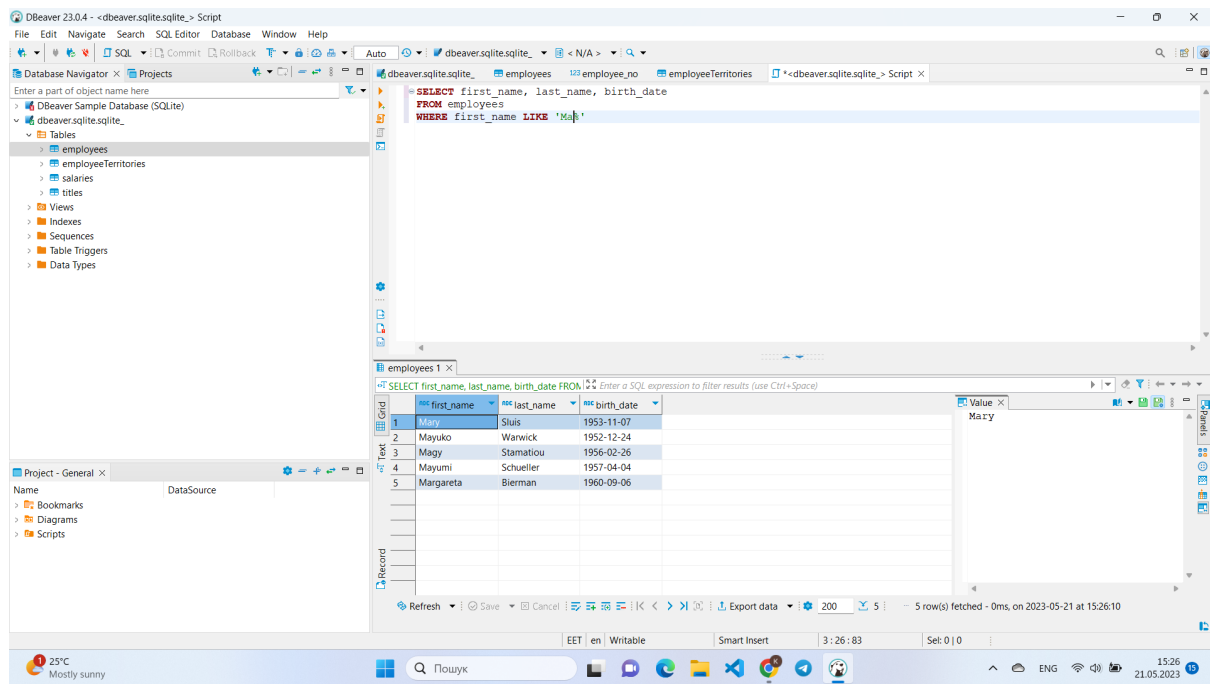 DBeaver 23.0.4 - <dbeaver.sqlite.sqlite_> Script
File Edit Navigate Search SQL Editor Database Window Help
SQL Commit Rollback Auto dbeaver.sqlite.sqlite_ < N/A >
Database Navigator Projects
dbeaver.sqlite.sqlite_ employees 123 employee_no employeeTerritories *<dbeaver.sqlite.sqlite_> Script
Enter a part of object name here
DBeaver Sample Database (SQLite)
dbeaver.sqlite.sqlite_
Tables
employees
employeeTerritories
salaries
titles
Views
Indexes
Sequences
Table Triggers
Data Types
SELECT first_name, last_name, birth_date
FROM employees
WHERE first_name LIKE 'Ma%'
employees 1
SELECT first_name, last_name, birth_date FROM Enter a SQL expression to filter results (use Ctrl+Space)
Grid
Text
Record
ABC first_name ABC last_name ABC birth_date
1 Mary Sluis 1953-11-07
2 Mayuko Warwick 1952-12-24
3 Magy Stamatiou 1956-02-26
4 Mayumi Schueller 1957-04-04
5 Margareta Bierman 1960-09-06
Value
Mary
Panels
Project - General
Name DataSource
Bookmarks
Diagrams
Scripts
Refresh Save Cancel Export data 200 5 5 row(s) fetched - 0ms, on 2023-05-21 at 15:26:10
EET en Writable Smart Insert 3 : 26 : 83 Sel: 0 | 0
1
25°C
Mostly sunny
Пошук
K
ENG
15:26
21.05.2023
15